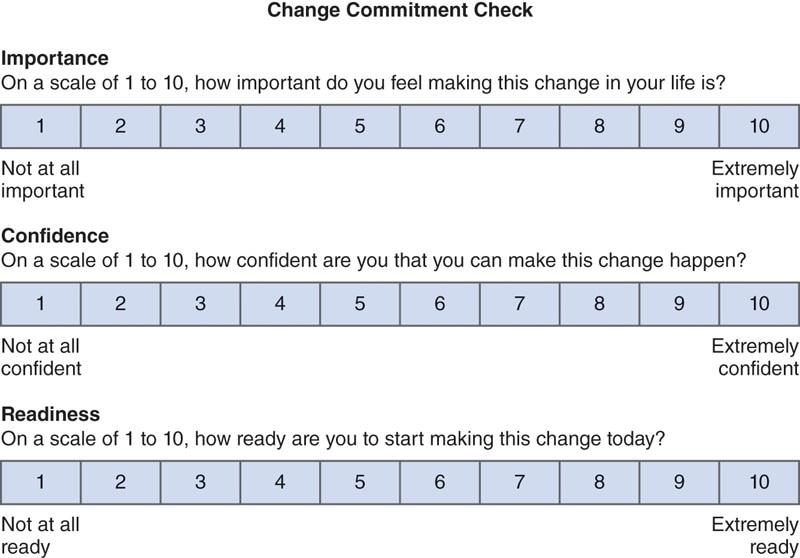 Change Commitment Check
Importance
On a scale of 1 to 10, how important do you feel making this change in your life is?
1 2 3 4 5 6 7 8 9 10
Not at all Extremely
important important
Confidence
On a scale of 1 to 10, how confident are you that you can make this change happen?
1 2 3 4 5 6 7 8 9 10
Not at all Extremely
confident confident
Readiness
On a scale of 1 to 10, how ready are you to start making this change today?
1 2 3 4 5 6 7 8 9 10
Not at all Extremely
ready ready